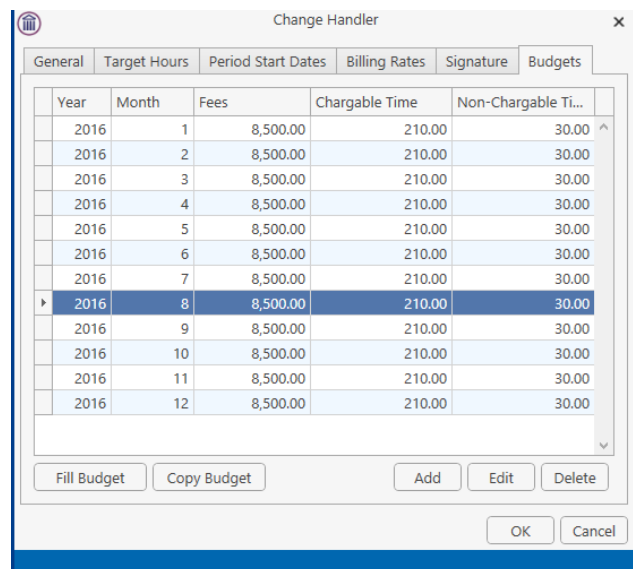 Change Handler
General Target Hours Period Start Dates Billing Rates Signature Budgets
Year Month Fees Chargable Time Non-Chargable Ti...
2016 1 8,500.00 210.00 30.00
2016 2 8,500.00 210.00 30.00
2016 3 8,500.00 210.00 30.00
2016 4 8,500.00 210.00 30.00
2016 5 8,500.00 210.00 30.00
2016 6 8,500.00 210.00 30.00
2016 7 8,500.00 210.00 30.00
2016 8 8,500.00 210.00 30.00
2016 9 8,500.00 210.00 30.00
2016 10 8,500.00 210.00 30.00
2016 11 8,500.00 210.00 30.00
2016 12 8,500.00 210.00 30.00
Fill Budget Copy Budget Add Edit Delete
OK Cancel